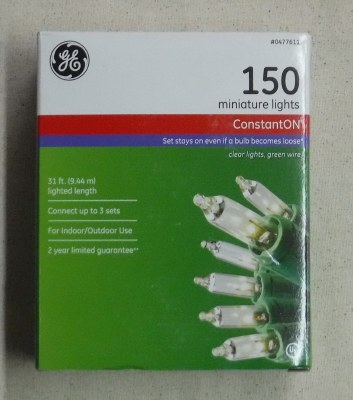 GE
#0477611
150
miniature lights
ConstantON
Set stays on even if a bulb becomes loose*
clear lights, green wire
31 ft. (9.44 m)
lighted length
Connect up to 3 sets
For Indoor/Outdoor Use
2 year limited guarantee**
UL